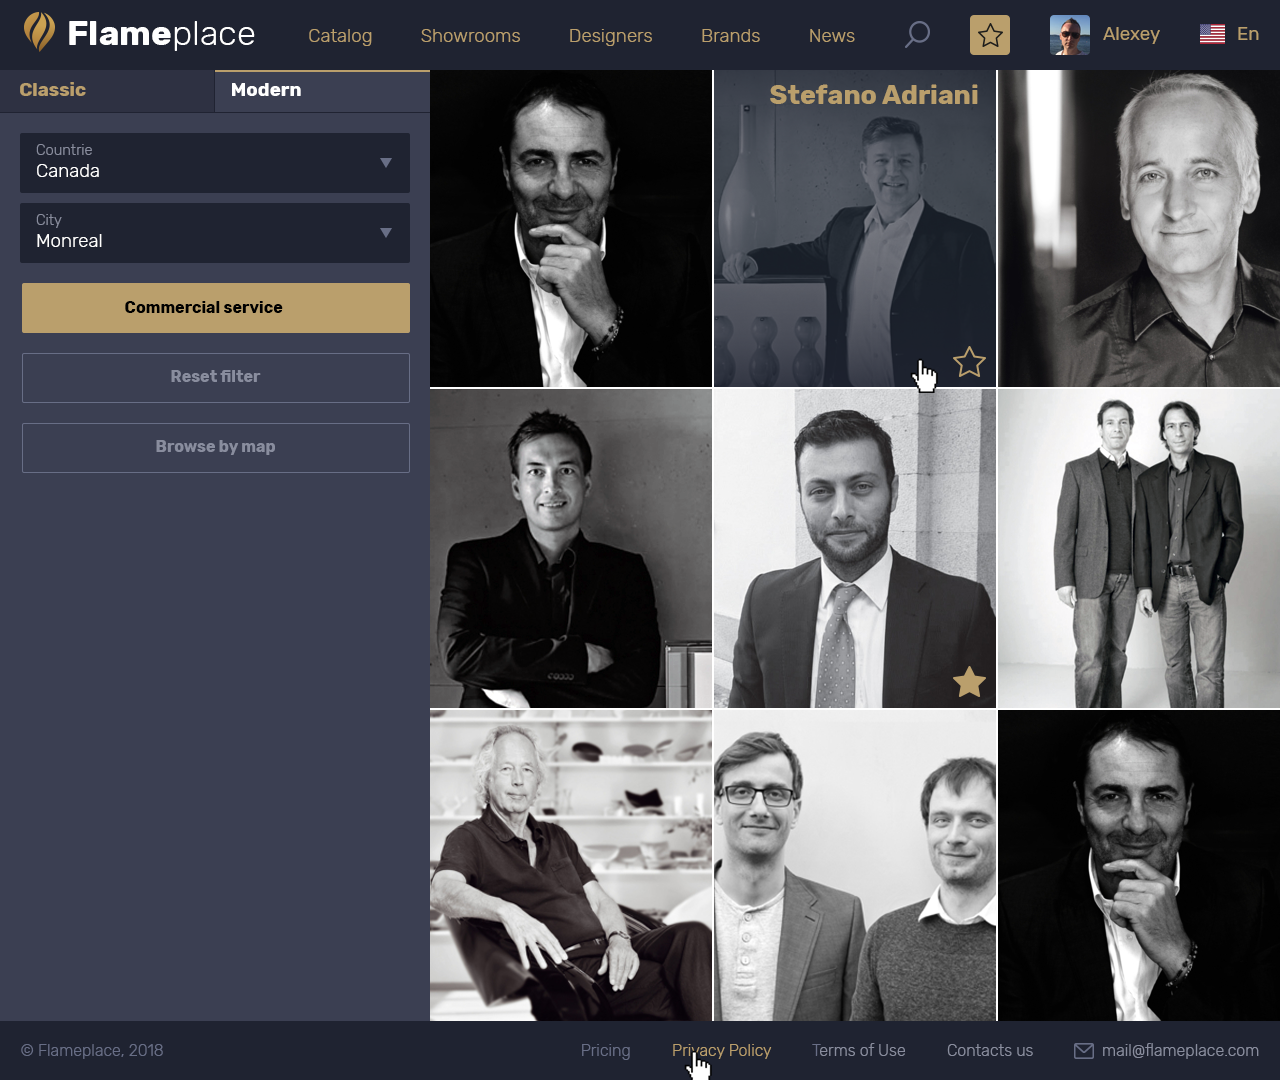 Flameplace
Catalog
Showrooms
Designers
Brands
News
Alexey
En
Classic
Modern
Countrie
Canada
City
Monreal
Commercial service
Reset filter
Browse by map
Stefano Adriani
© Flameplace, 2018
Pricing
Privacy Policy
Terms of Use
Contacts us
mail@flameplace.com